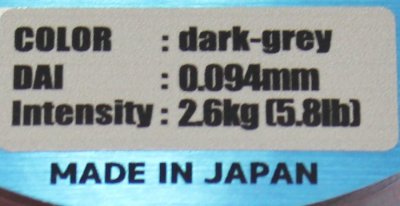 COLOR : dark-grey
DAI : 0.094mm
Intensity : 2.6kg (5.8lb)
MADE IN JAPAN